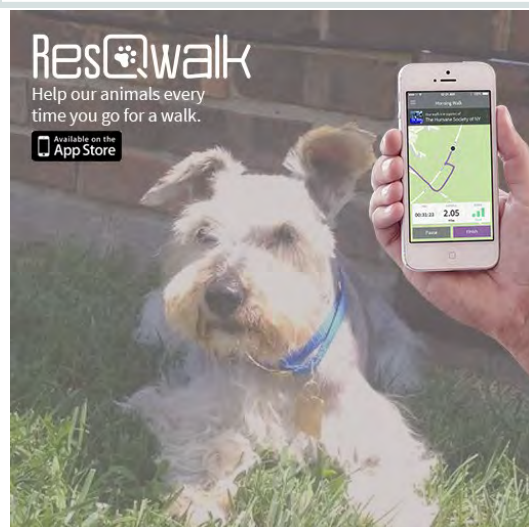 ResQwalk
Help our animals every
time you go for a walk.
Available on the
App Store
Morning Walk
The Humane Society of NY
2.05
Pause
Finish